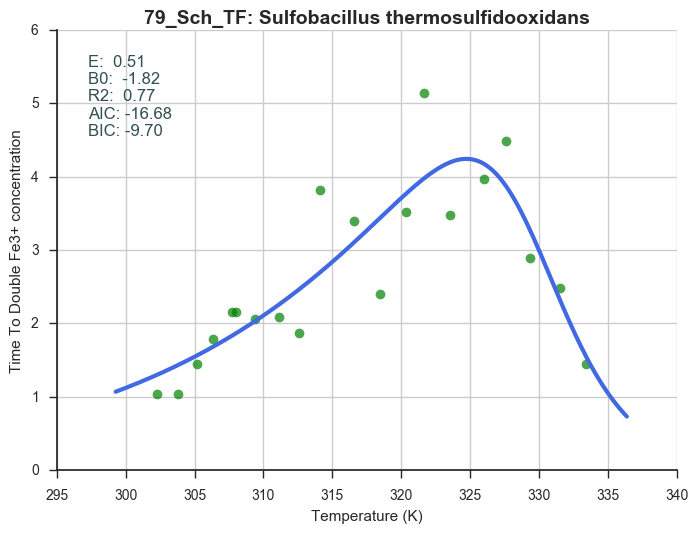 79_Sch_TF: Sulfobacillus thermosulfidooxidans
E: 0.51
B0: -1.82
R2: 0.77
AIC: -16.68
BIC: -9.70
Time To Double Fe3+ concentration
6
5
4
3
2
1
0
295 300 305 310 315 320 325 330 335 340
Temperature (K)